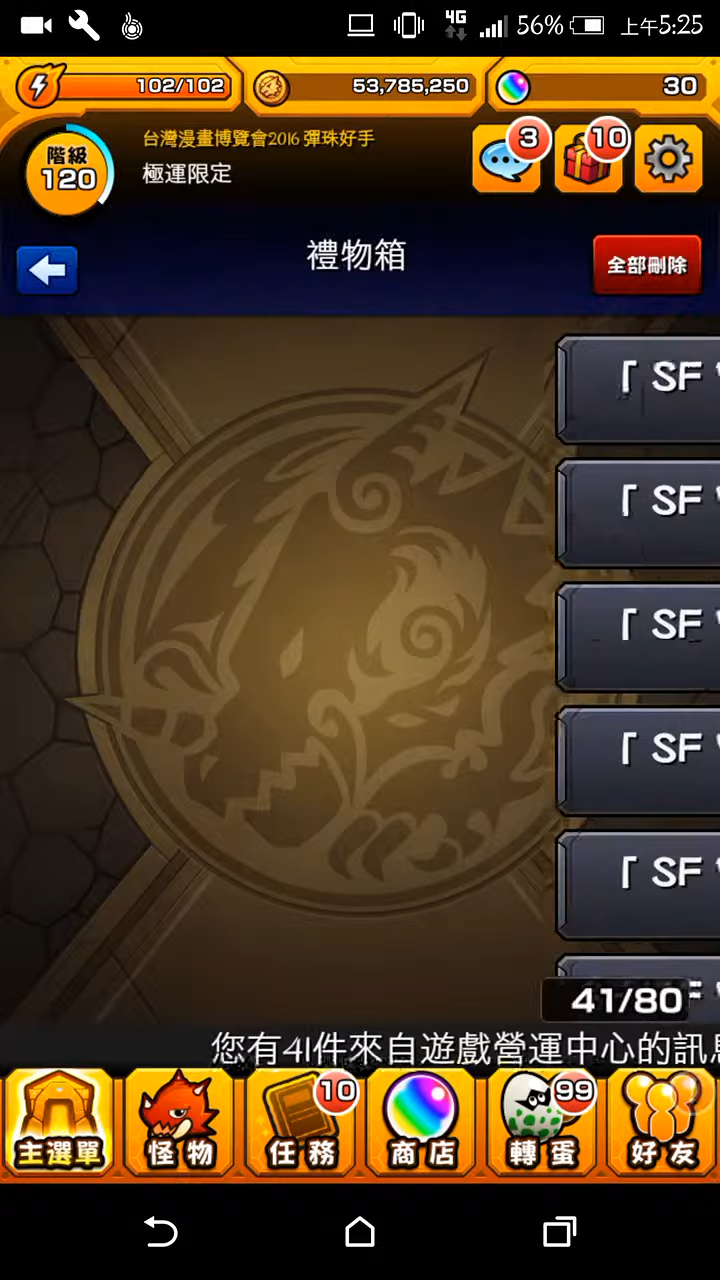 4G 56% 上午5:25
102/102 53,785,250 30
階級
120
台灣漫畫博覽會2016 彈珠好手
極運限定
3 10
禮物箱
全部刪除
「 SF
「 SF
「 SF
「 SF
「 SF
41/80
您有41件來自遊戲營運中心的訊息
10 99
主選單 怪物 任務 商店 轉蛋 好友